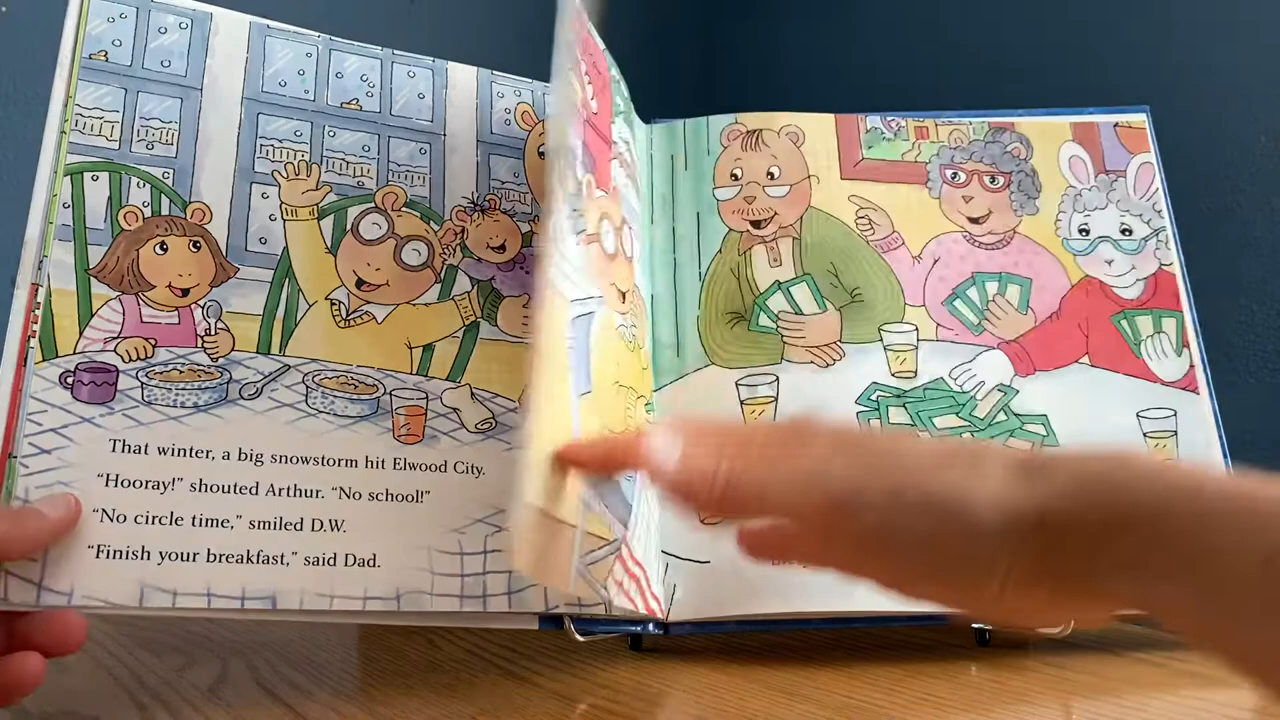 That winter, a big snowstorm hit Elwood City.
“Hooray!” shouted Arthur. “No school!”
“No circle time,” smiled D.W.
“Finish your breakfast,” said Dad.